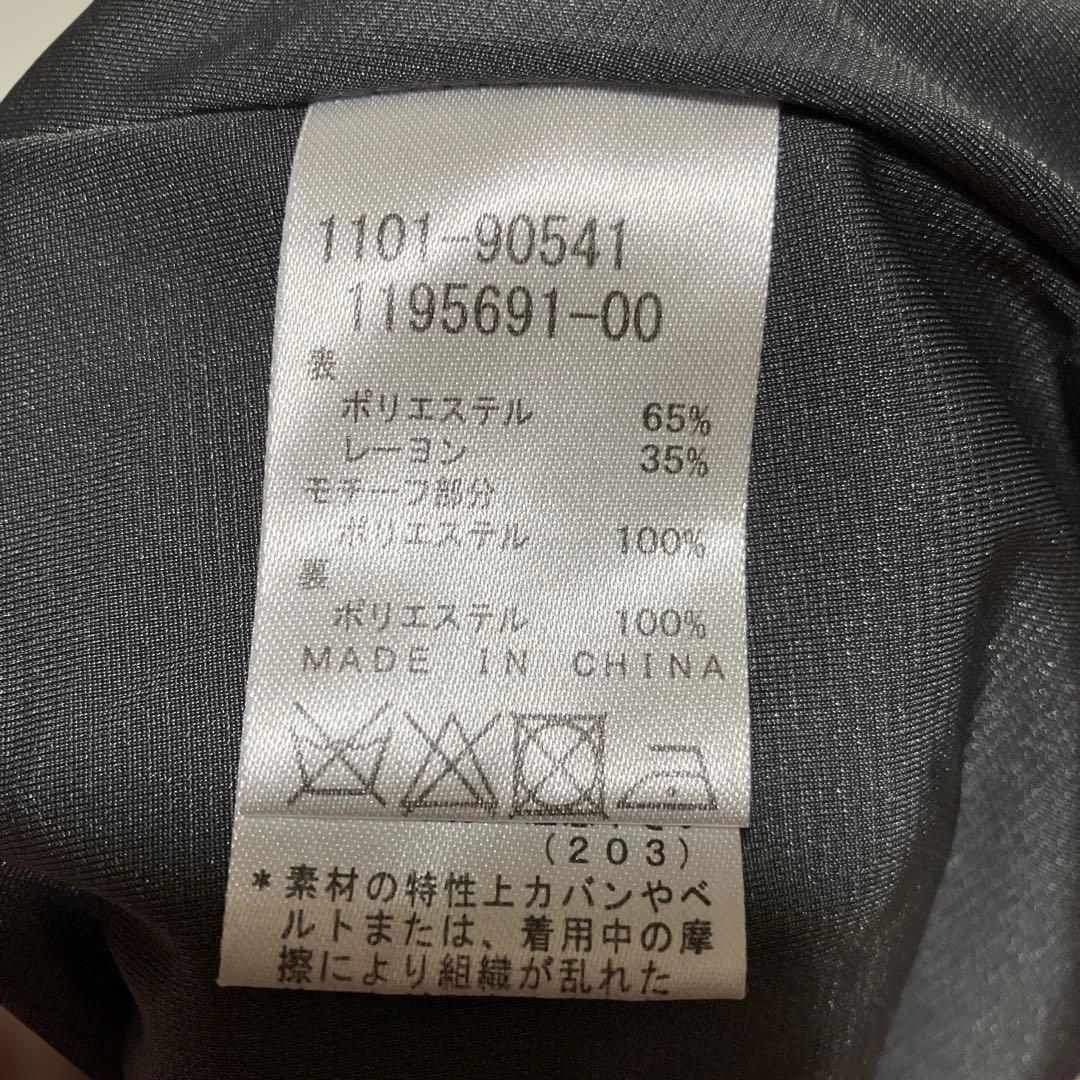 1101-90541
1195691-00
表
ポリエステル 65%
レーヨン 35%
モチーフ部分
ポリエステル 100%
裏
ポリエステル 100%
MADE IN CHINA
(203)
*素材の特性上カバンやベ
ルトまたは、着用中の摩
擦により組織が乱れた